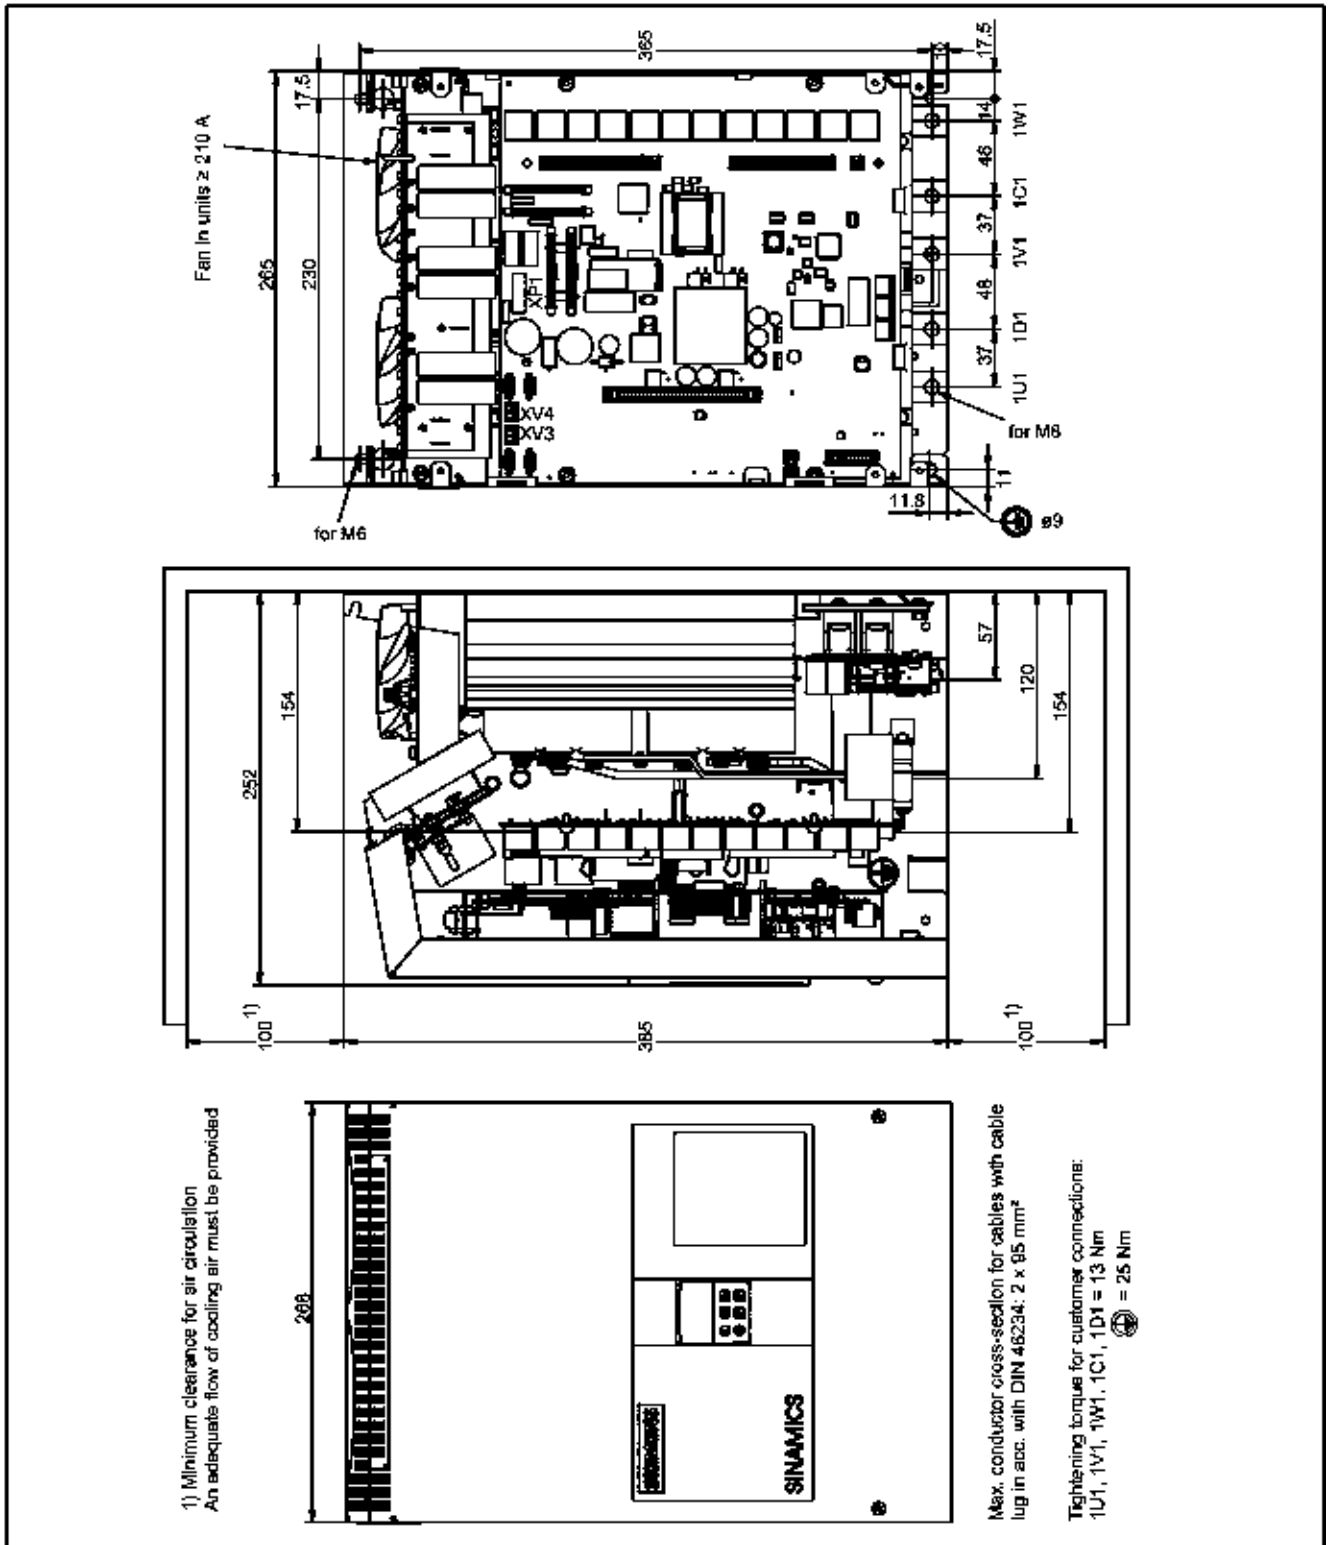 365
17.5
17.5
Fan in units ≥ 210 A
265
230
14
1W1
48
1C1
37
1V1
48
1D1
37
1U1
XP1
XV4
XV3
for M6
for M6
11
11.8
ø9
154
252
57
120
154
100 1)
385
100 1)
1) Minimum clearance for air circulation
An adequate flow of cooling air must be provided
268
SINAMICS
Max. conductor cross-section for cables with cable
lug in acc. with DIN 46234: 2 x 95 mm²
Tightening torque for customer connections:
1U1, 1V1, 1W1, 1C1, 1D1 = 13 Nm
= 25 Nm